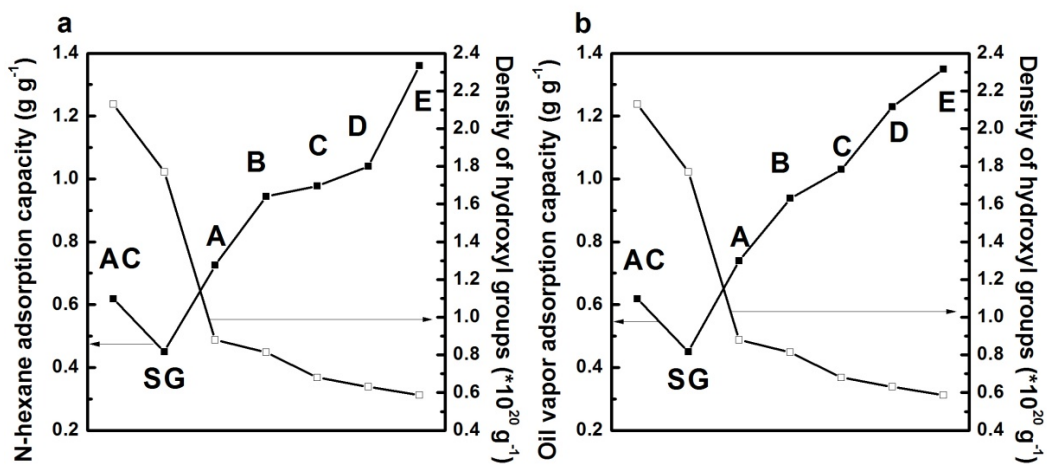 a
N-hexane adsorption capacity (g g⁻¹)
1.4
1.2
1.0
0.8
0.6
0.4
0.2
AC
SG
A
B
C
D
E
2.4
2.2
2.0
1.8
1.6
1.4
1.2
1.0
0.8
0.6
0.4
Density of hydroxyl groups (*10²⁰ g⁻¹)
b
Oil vapor adsorption capacity (g g⁻¹)
1.4
1.2
1.0
0.8
0.6
0.4
0.2
AC
SG
A
B
C
D
E
2.4
2.2
2.0
1.8
1.6
1.4
1.2
1.0
0.8
0.6
0.4
Density of hydroxyl groups (*10²⁰ g⁻¹)